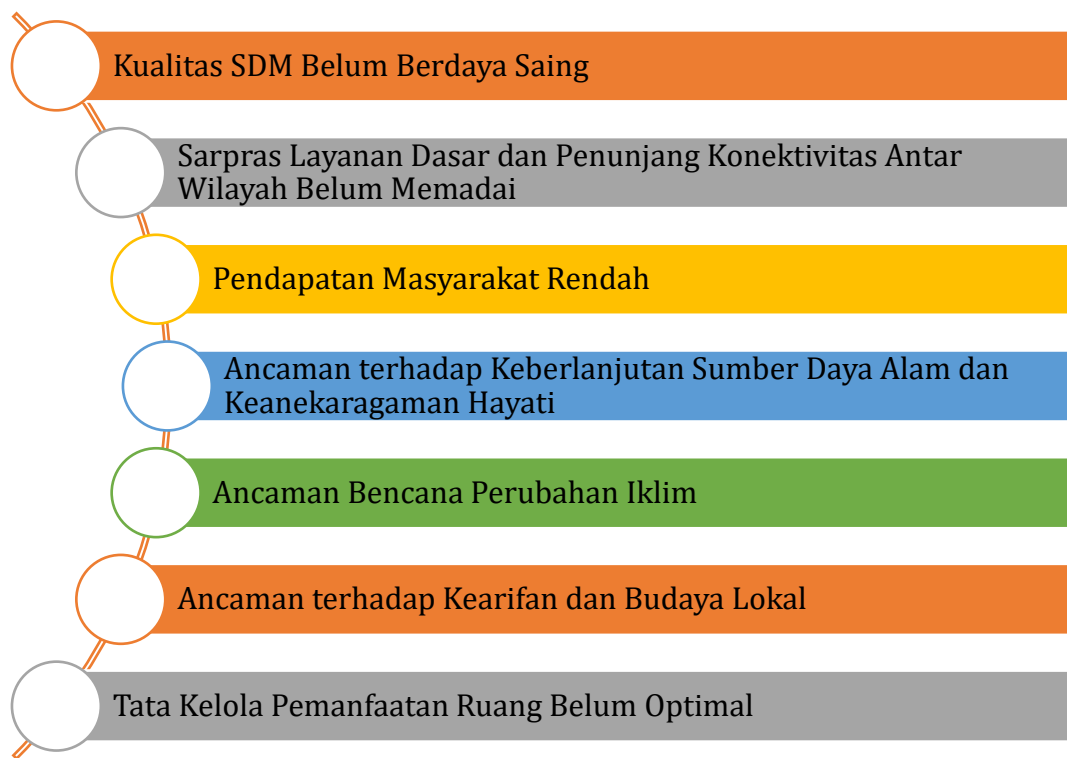 Kualitas SDM Belum Berdaya Saing
Sarpras Layanan Dasar dan Penunjang Konektivitas Antar
Wilayah Belum Memadai
Pendapatan Masyarakat Rendah
Ancaman terhadap Keberlanjutan Sumber Daya Alam dan
Keanekaragaman Hayati
Ancaman Bencana Perubahan Iklim
Ancaman terhadap Kearifan dan Budaya Lokal
Tata Kelola Pemanfaatan Ruang Belum Optimal